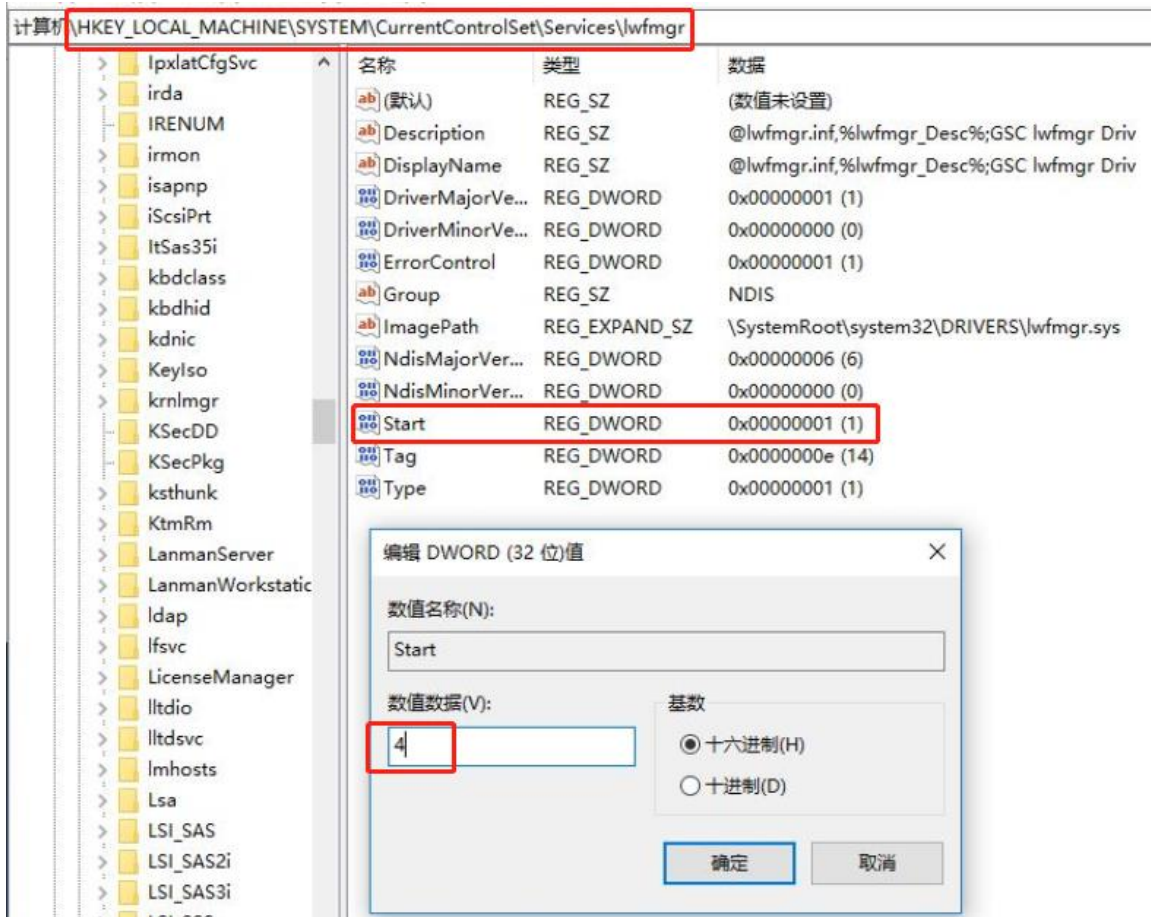 计算机\HKEY_LOCAL_MACHINE\SYSTEM\CurrentControlSet\Services\lwfmgr
IpxlatCfgSvc
irda
IRENUM
irmon
isapnp
iScsiPrt
ItSas35i
kbdclass
kbdhid
kdnic
KeyIso
krnlmgr
KSecDD
KSecPkg
ksthunk
KtmRm
LanmanServer
LanmanWorkstatic
ldap
lfsvc
LicenseManager
lltdio
lltdsvc
lmhosts
Lsa
LSI_SAS
LSI_SAS2i
LSI_SAS3i
名称 类型 数据
(默认) REG_SZ (数值未设置)
Description REG_SZ @lwfmgr.inf,%lwfmgr_Desc%;GSC lwfmgr Driv
DisplayName REG_SZ @lwfmgr.inf,%lwfmgr_Desc%;GSC lwfmgr Driv
DriverMajorVe... REG_DWORD 0x00000001 (1)
DriverMinorVe... REG_DWORD 0x00000000 (0)
ErrorControl REG_DWORD 0x00000001 (1)
Group REG_SZ NDIS
ImagePath REG_EXPAND_SZ \SystemRoot\system32\DRIVERS\lwfmgr.sys
NdisMajorVer... REG_DWORD 0x00000006 (6)
NdisMinorVer... REG_DWORD 0x00000000 (0)
Start REG_DWORD 0x00000001 (1)
Tag REG_DWORD 0x0000000e (14)
Type REG_DWORD 0x00000001 (1)
编辑 DWORD (32 位)值
数值名称(N):
Start
数值数据(V): 基数
4 十六进制(H)
十进制(D)
确定 取消